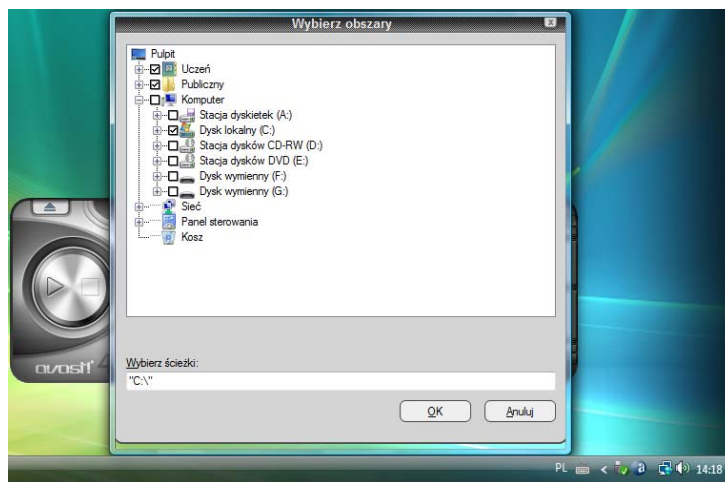 Wybierz obszary
Pulpit
Uczeń
Publiczny
Komputer
Stacja dyskietek (A:)
Dysk lokalny (C:)
Stacja dysków CD-RW (D:)
Stacja dysków DVD (E:)
Dysk wymienny (F:)
Dysk wymienny (G:)
Sieć
Panel sterowania
Kosz
Wybierz ścieżki:
"C:\"
OK Anuluj
avast! 4
PL 14:18